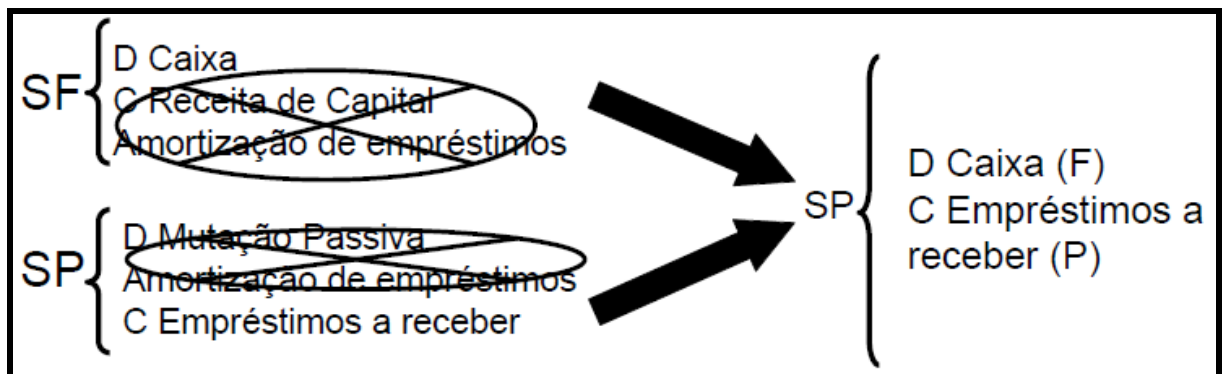 SF
D Caixa
C Receita de Capital
Amortização de empréstimos
SP
D Mutação Passiva
Amortização de empréstimos
C Empréstimos a receber
SP
D Caixa (F)
C Empréstimos a
receber (P)